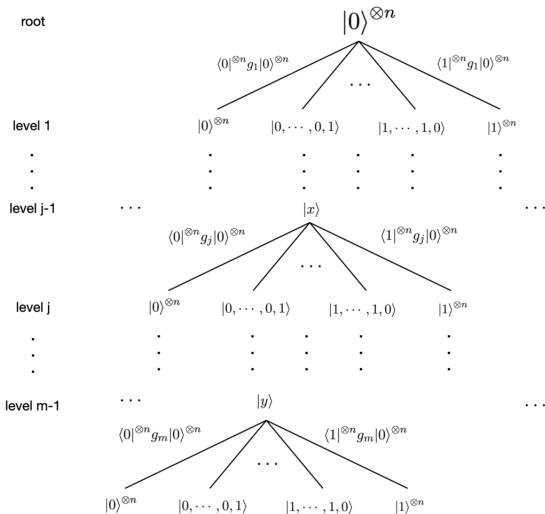 root |0⟩^{⊗n}
⟨0|^{⊗n}g_1|0⟩^{⊗n} ⟨1|^{⊗n}g_1|0⟩^{⊗n}
···
level 1 |0⟩^{⊗n} |0,···,0,1⟩ |1,···,1,0⟩ |1⟩^{⊗n}
level j-1 ··· |x⟩ ···
⟨0|^{⊗n}g_j|0⟩^{⊗n} ⟨1|^{⊗n}g_j|0⟩^{⊗n}
···
level j |0⟩^{⊗n} |0,···,0,1⟩ |1,···,1,0⟩ |1⟩^{⊗n}
level m-1 ··· |y⟩ ···
⟨0|^{⊗n}g_m|0⟩^{⊗n} ⟨1|^{⊗n}g_m|0⟩^{⊗n}
···
|0⟩^{⊗n} |0,···,0,1⟩ |1,···,1,0⟩ |1⟩^{⊗n}